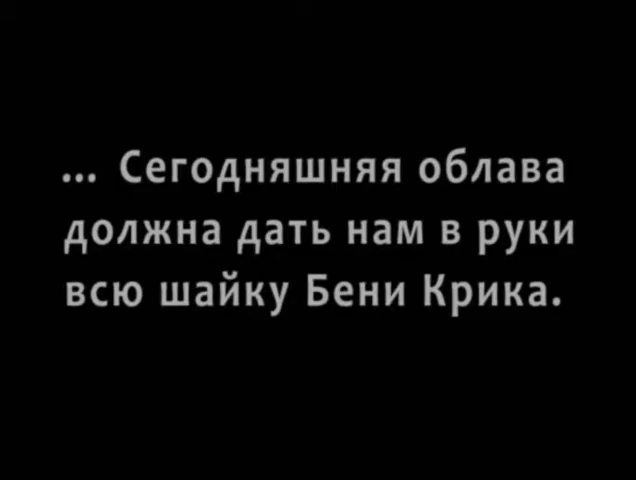 ... Сегодняшняя облава
должна дать нам в руки
всю шайку Бени Крика.